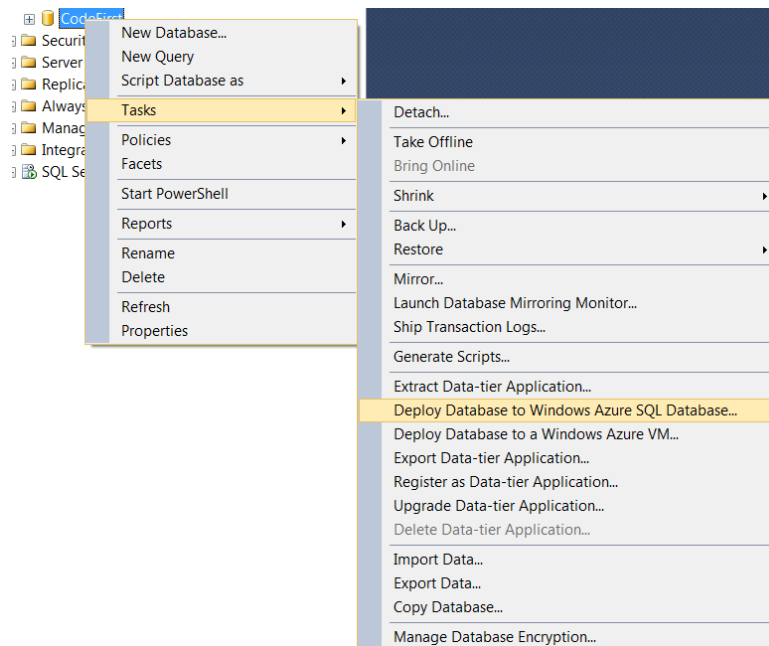 CodeFirst
Securit
Server
Replica
Always
Manag
Integra
SQL Se
New Database...
New Query
Script Database as
Tasks
Policies
Facets
Start PowerShell
Reports
Rename
Delete
Refresh
Properties
Detach...
Take Offline
Bring Online
Shrink
Back Up...
Restore
Mirror...
Launch Database Mirroring Monitor...
Ship Transaction Logs...
Generate Scripts...
Extract Data-tier Application...
Deploy Database to Windows Azure SQL Database...
Deploy Database to a Windows Azure VM...
Export Data-tier Application...
Register as Data-tier Application...
Upgrade Data-tier Application...
Delete Data-tier Application...
Import Data...
Export Data...
Copy Database...
Manage Database Encryption...